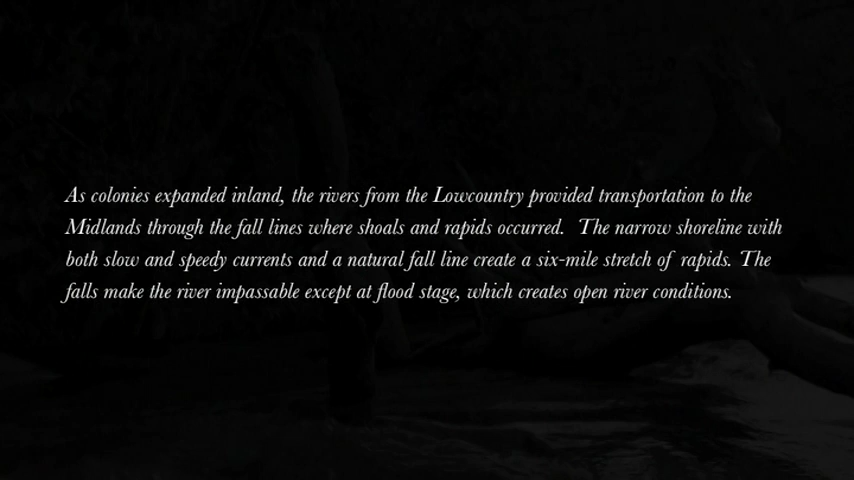 As colonies expanded inland, the rivers from the Lowcountry provided transportation to the
Midlands through the fall lines where shoals and rapids occurred.  The narrow shoreline with
both slow and speedy currents and a natural fall line create a six-mile stretch of rapids. The
falls make the river impassable except at flood stage, which creates open river conditions.